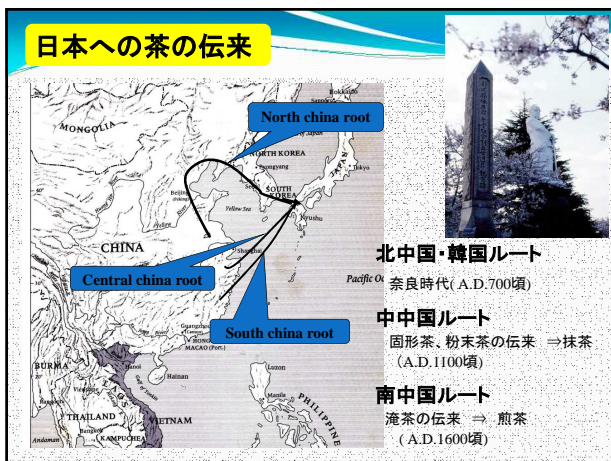 日本への茶の伝来
North china root
Central china root
South china root
MONGOLIA
NORTH KOREA
SOUTH
KOREA
JAPAN
Tokyo
Beijing
Yellow Sea
Kyushu
CHINA
Shanghai
Pacific Oc
Guangzhou
MACAO (Port.)
BURMA
Hanoi
Hainan
LAOS
Luzon
Manila
THAILAND
Bangkok
VIETNAM
KAMPUCHEA
Andaman
PHILIPPINE
北中国・韓国ルート
奈良時代( A.D.700頃)
中中国ルート
固形茶、粉末茶の伝来 ⇒抹茶
(A.D.1100頃)
南中国ルート
淹茶の伝来 ⇒ 煎茶
( A.D.1600頃)